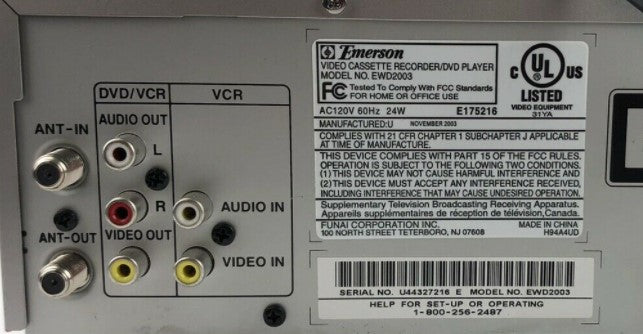 DVD/VCR
VCR
AUDIO OUT
ANT-IN
L
R
AUDIO IN
ANT-OUT
VIDEO OUT
VIDEO IN
Emerson
VIDEO CASSETTE RECORDER/DVD PLAYER
MODEL NO. EWD2003
FC Tested To Comply With FCC Standards
FOR HOME OR OFFICE USE
AC120V 60Hz 24W E175216
C UL US
LISTED
VIDEO EQUIPMENT
31YA
MANUFACTURED:U NOVEMBER 2003
COMPLIES WITH 21 CFR CHAPTER 1 SUBCHAPTER J APPLICABLE
AT TIME OF MANUFACTURE.
THIS DEVICE COMPLIES WITH PART 15 OF THE FCC RULES.
OPERATION IS SUBJECT TO THE FOLLOWING TWO CONDITIONS.
(1) THIS DEVICE MAY NOT CAUSE HARMFUL INTERFERENCE AND
(2) THIS DEVICE MUST ACCEPT ANY INTERFERENCE RECEIVED,
INCLUDING INTERFERENCE THAT MAY CAUSE UNDESIRED OPERATION.
Supplementary Television Broadcasting Receiving Apparatus.
Appareils supplémentaires de réception de télévision,Canada.
FUNAI CORPORATION INC. MADE IN CHINA
100 NORTH STREET TETERBORO, NJ 07608 H94A4UD
SERIAL NO. U44327216 E MODEL NO. EWD2003
HELP FOR SET-UP OR OPERATING
1-800-256-2487